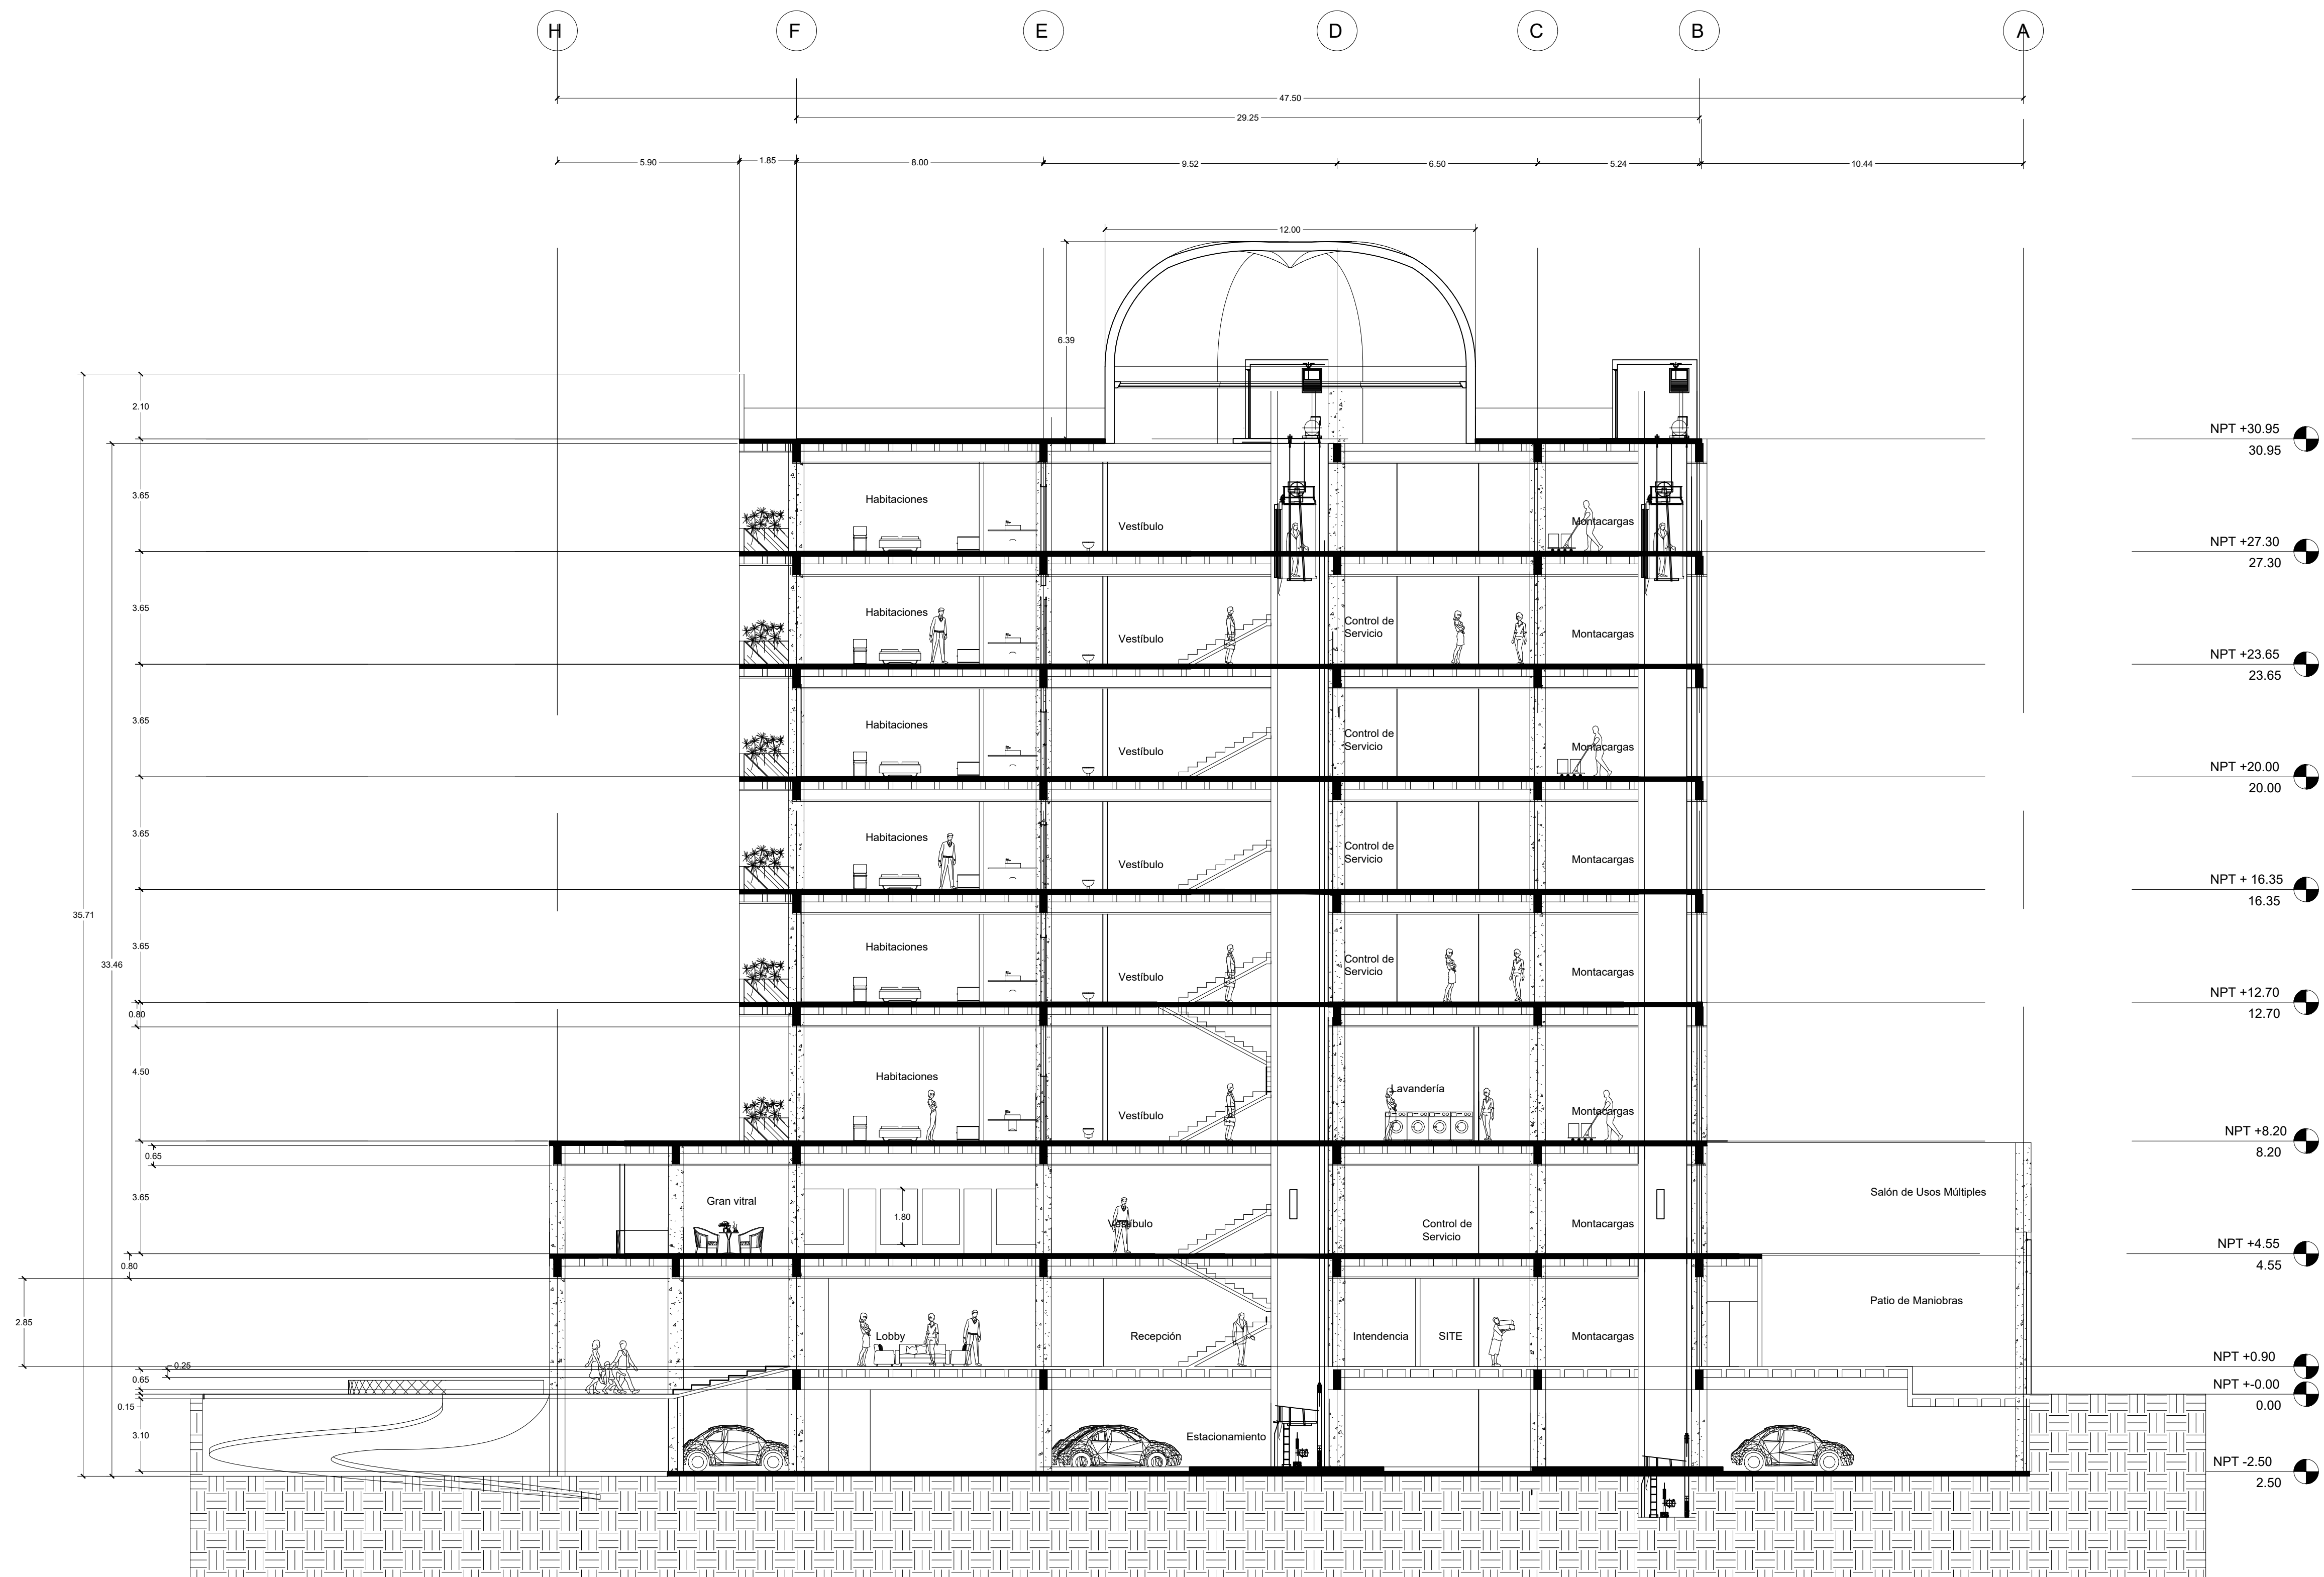 H F E D C B A
47.50
29.25
5.90 1.85 8.00 9.52 6.50 5.24 10.44
12.00
6.39
2.10
NPT +30.95
30.95
3.65
Habitaciones
Vestíbulo
Montacargas
NPT +27.30
27.30
3.65
Habitaciones
Vestíbulo
Control de
Servicio
Montacargas
NPT +23.65
23.65
3.65
Habitaciones
Vestíbulo
Control de
Servicio
Montacargas
NPT +20.00
20.00
3.65
Habitaciones
Vestíbulo
Control de
Servicio
Montacargas
NPT + 16.35
16.35
35.71
33.46
3.65
Habitaciones
Vestíbulo
Control de
Servicio
Montacargas
NPT +12.70
12.70
0.80
4.50
Habitaciones
Vestíbulo
Lavandería
Montacargas
NPT +8.20
8.20
0.65
3.65
Gran vitral
1.80
Vestíbulo
Control de
Servicio
Montacargas
Salón de Usos Múltiples
NPT +4.55
4.55
0.80
2.85
Lobby
Recepción
Intendencia
SITE
Montacargas
Patio de Maniobras
NPT +0.90
0.25
0.65
NPT +-0.00
0.00
0.15
3.10
Estacionamiento
NPT -2.50
2.50